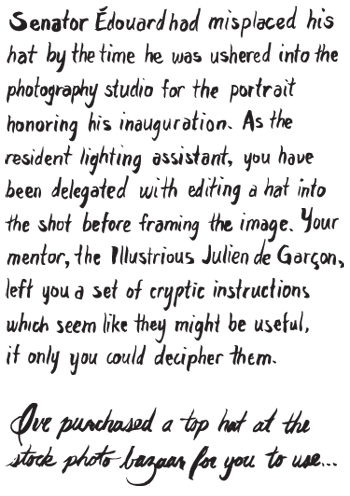 Senator Édouard had misplaced his
hat by the time he was ushered into the
photography studio for the portrait
honoring his inauguration. As the
resident lighting assistant, you have
been delegated with editing a hat into
the shot before framing the image. Your
mentor, the Illustrious Julien de Garçon,
left you a set of cryptic instructions
which seem like they might be useful,
if only you could decipher them.
I've purchased a top hat at the
stock photo bazaar for you to use...